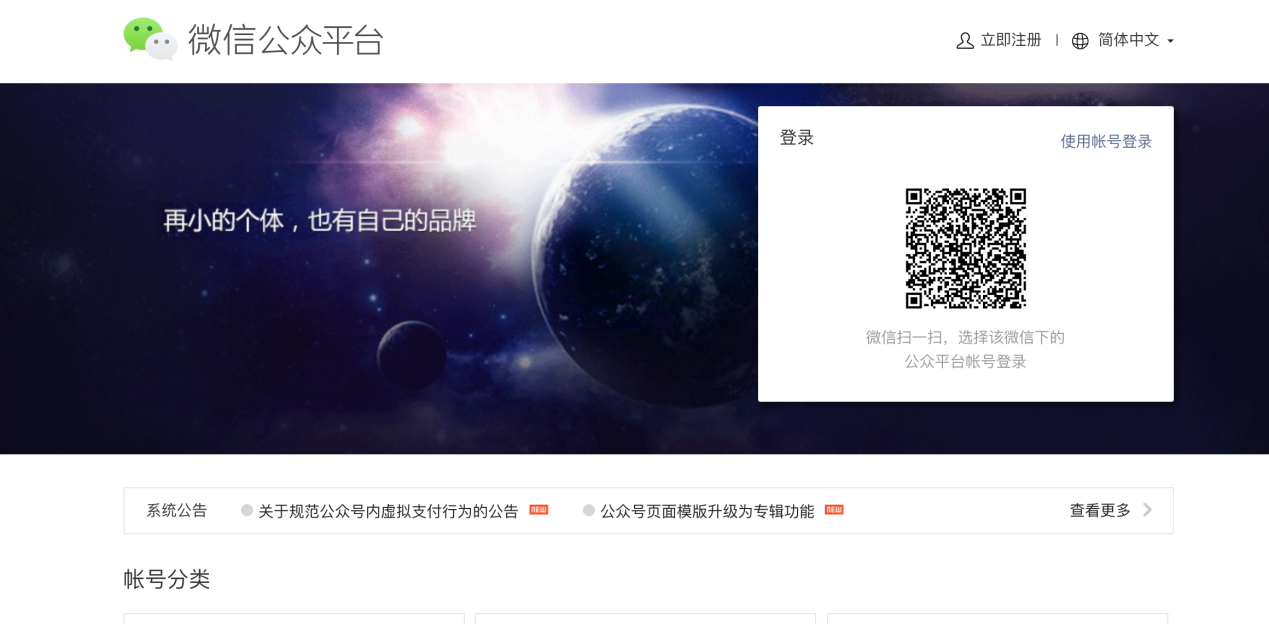 微信公众平台
立即注册 | 简体中文
登录
使用帐号登录
再小的个体，也有自己的品牌
微信扫一扫，选择该微信下的
公众平台帐号登录
系统公告 关于规范公众号内虚拟支付行为的公告 NEW 公众号页面模版升级为专辑功能 NEW 查看更多
帐号分类